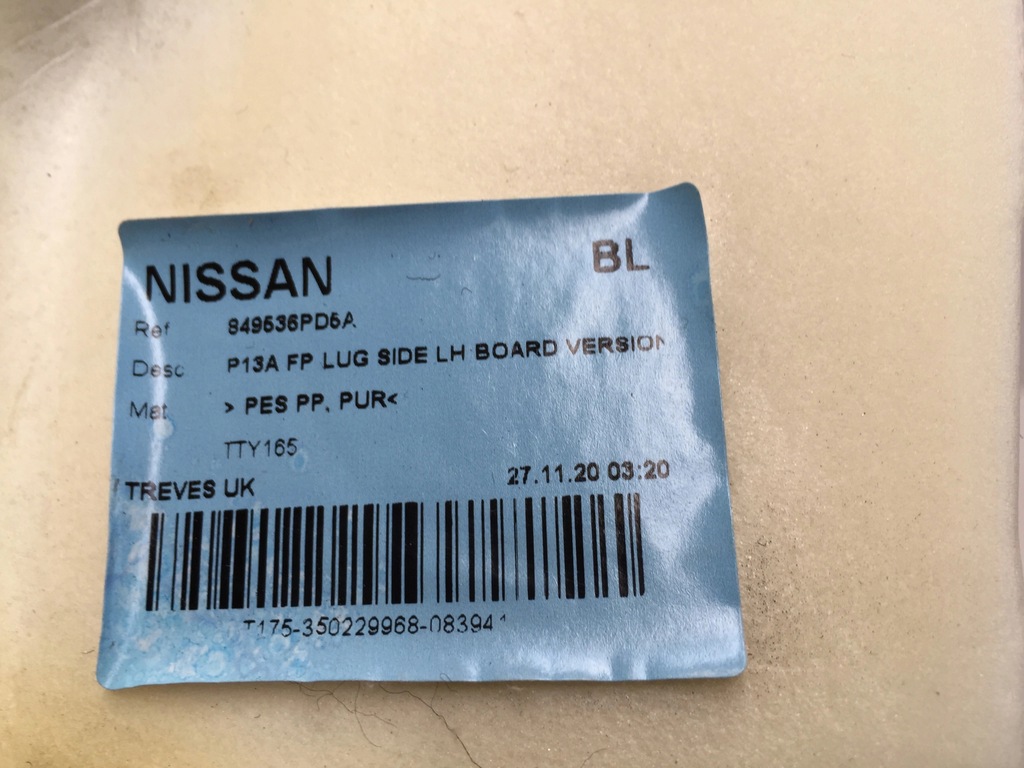 NISSAN BL
Ref 849536PD5A
Desc P13A FP LUG SIDE LH BOARD VERSION
Mat > PES PP, PUR<
TTY165
TREVES UK 27.11.20 03:20
T175-350229968-083941